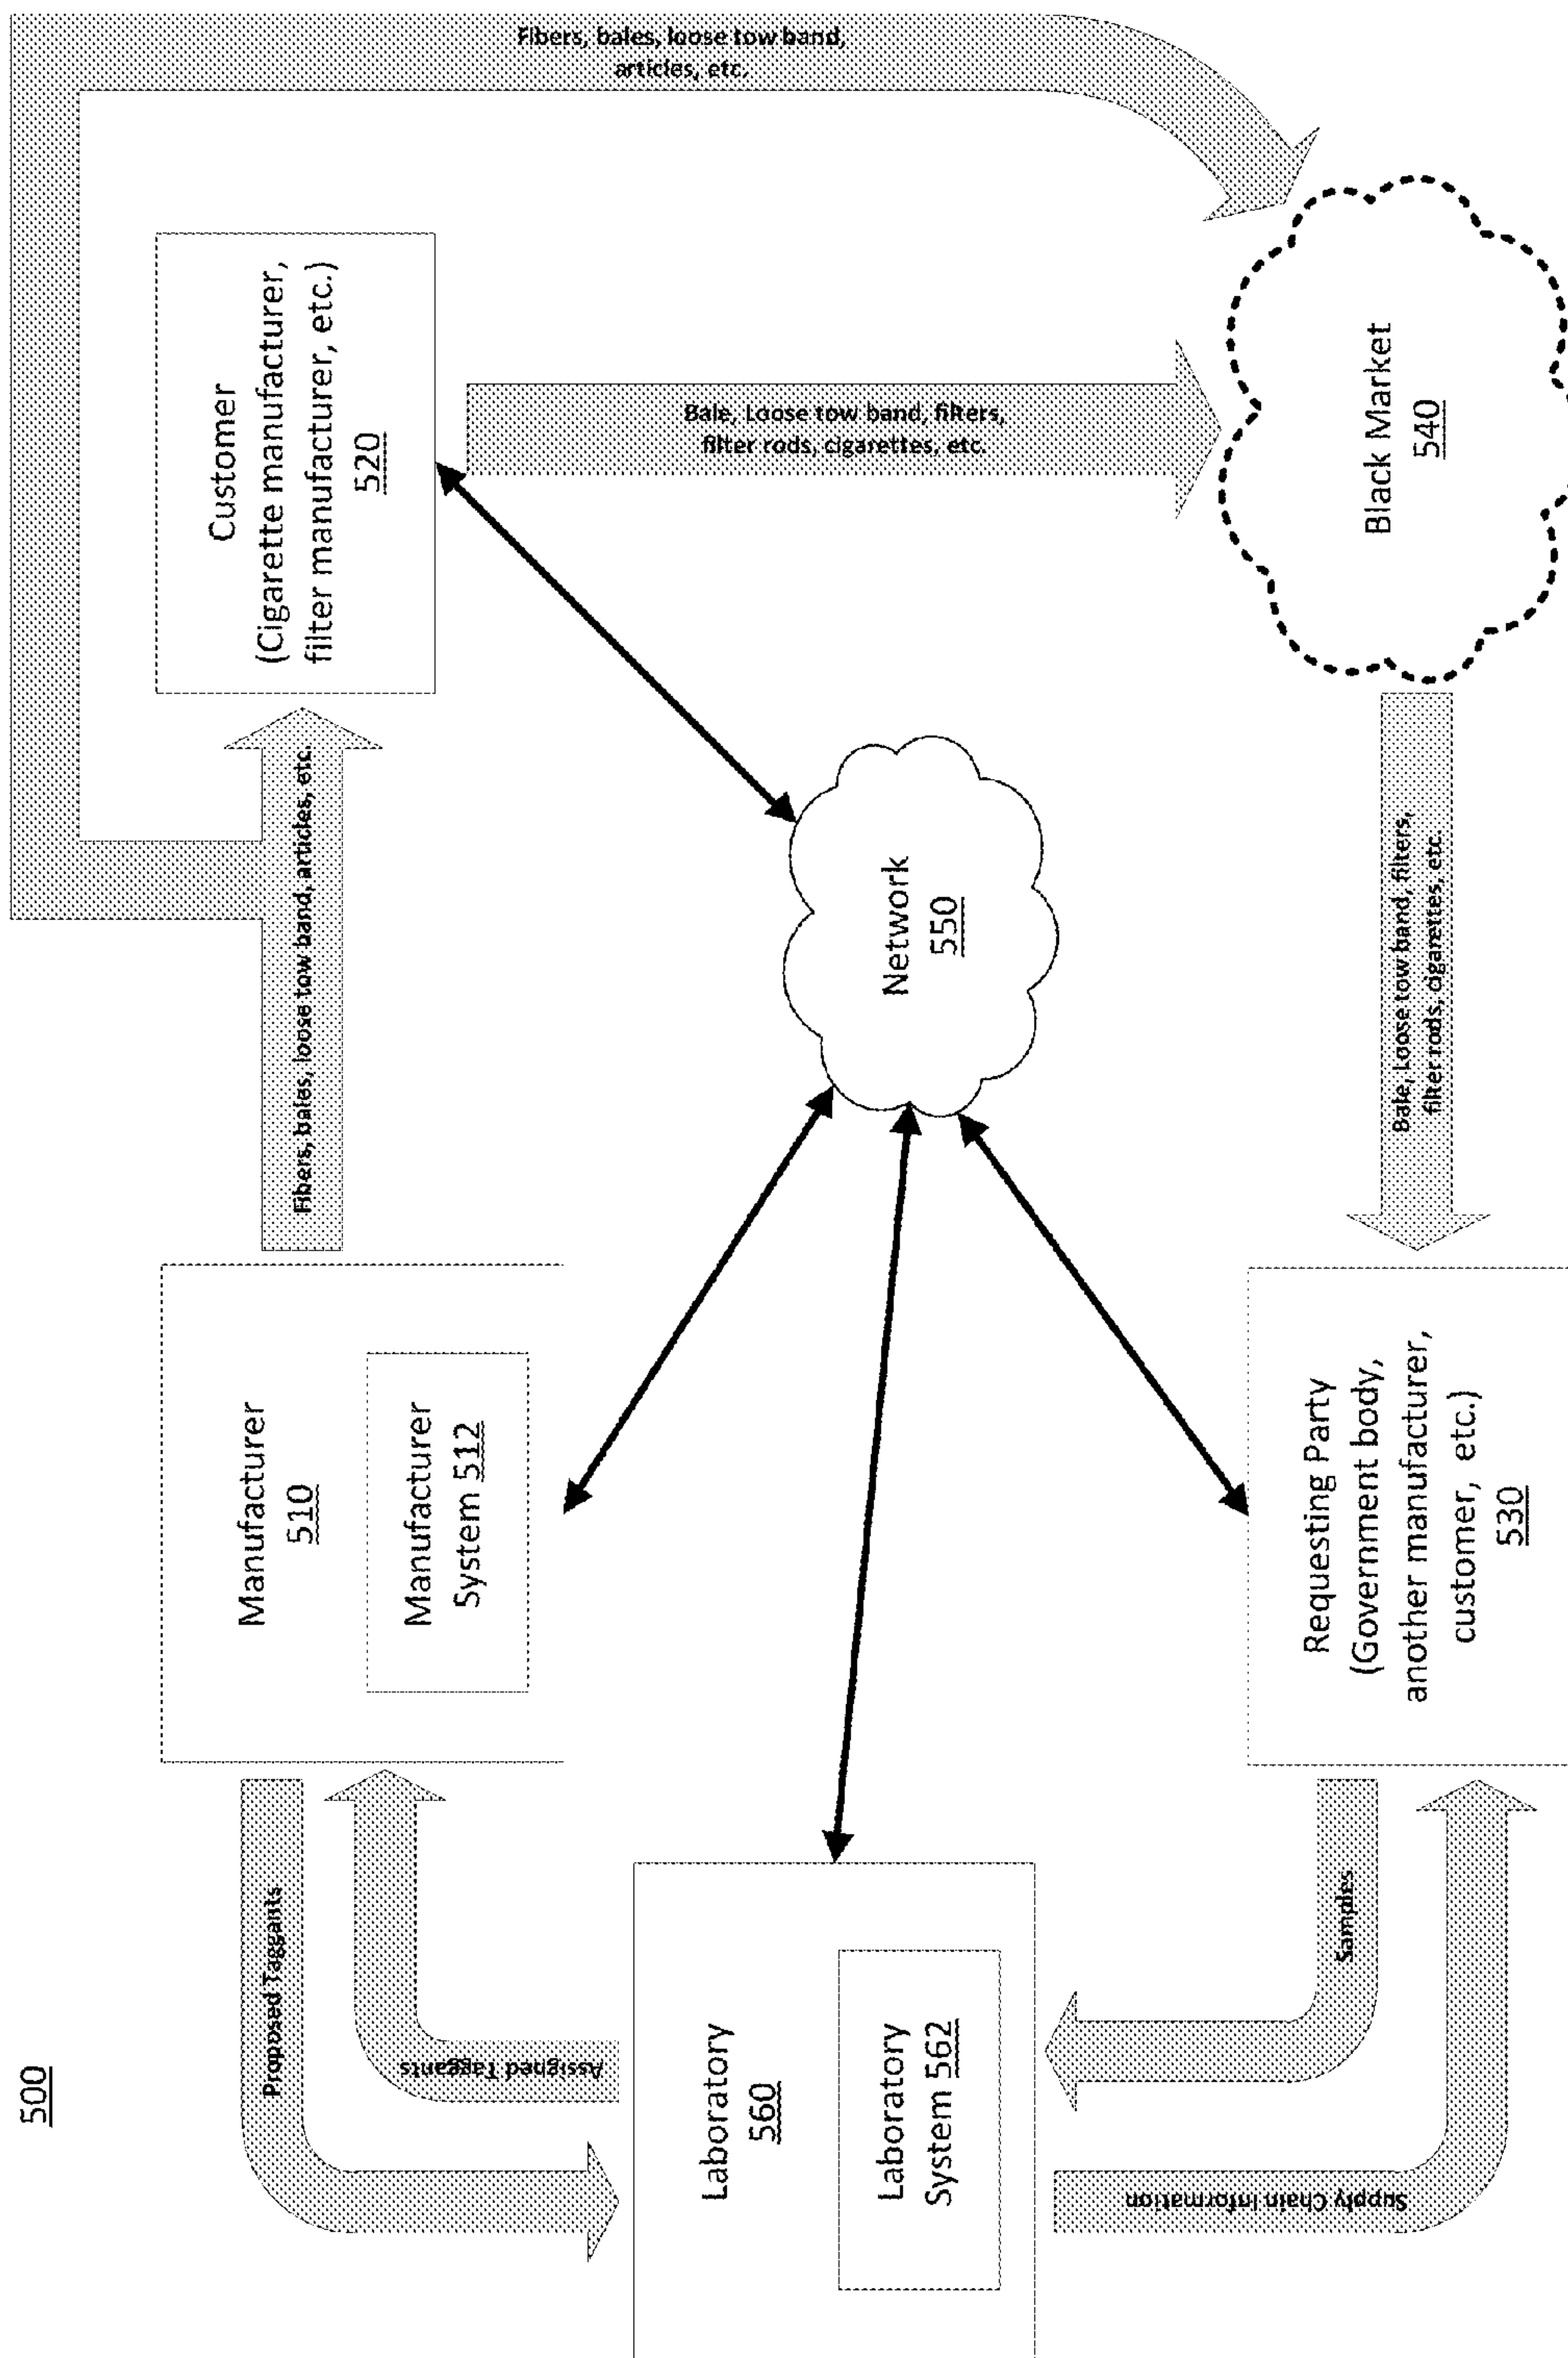 500
Proposed Taggants
Assigned Taggants
Manufacturer
510
Manufacturer
System 512
Fibers, bales, loose tow band, articles, etc.
Customer
(Cigarette manufacturer,
filter manufacturer, etc.)
520
Fibers, bales, loose tow band,
articles, etc.
Bale, Loose tow band, filters,
filter rods, cigarettes, etc.
Laboratory
560
Laboratory
System 562
Network
550
Supply Chain Information
Samples
Requesting Party
(Government body,
another manufacturer,
customer, etc.)
530
Bale, Loose tow band, filters,
filter rods, cigarettes, etc.
Black Market
540